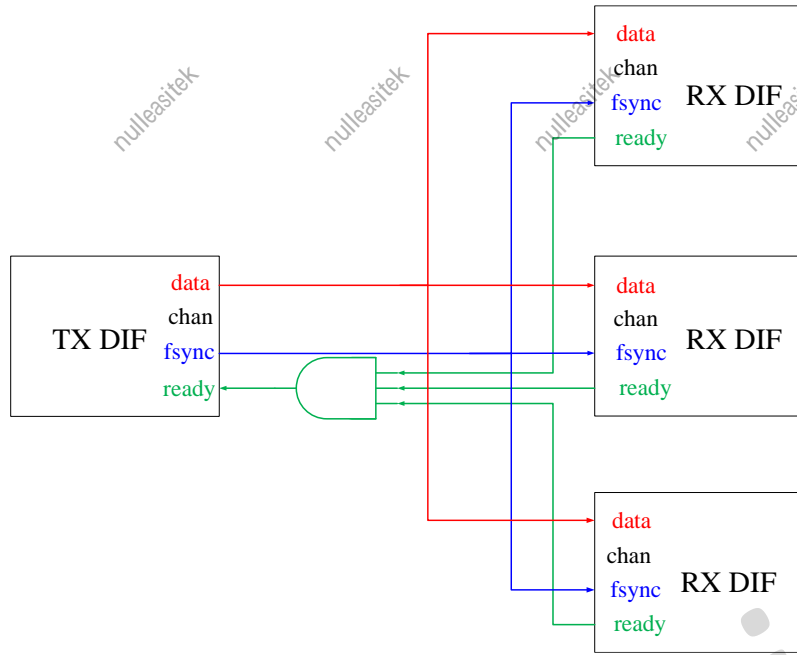 data
chan
fsync
ready
RX DIF
nulleasitek
nulleasitek
nulleasitek
data
chan
fsync
ready
TX DIF
data
chan
fsync
ready
RX DIF
data
chan
fsync
ready
RX DIF